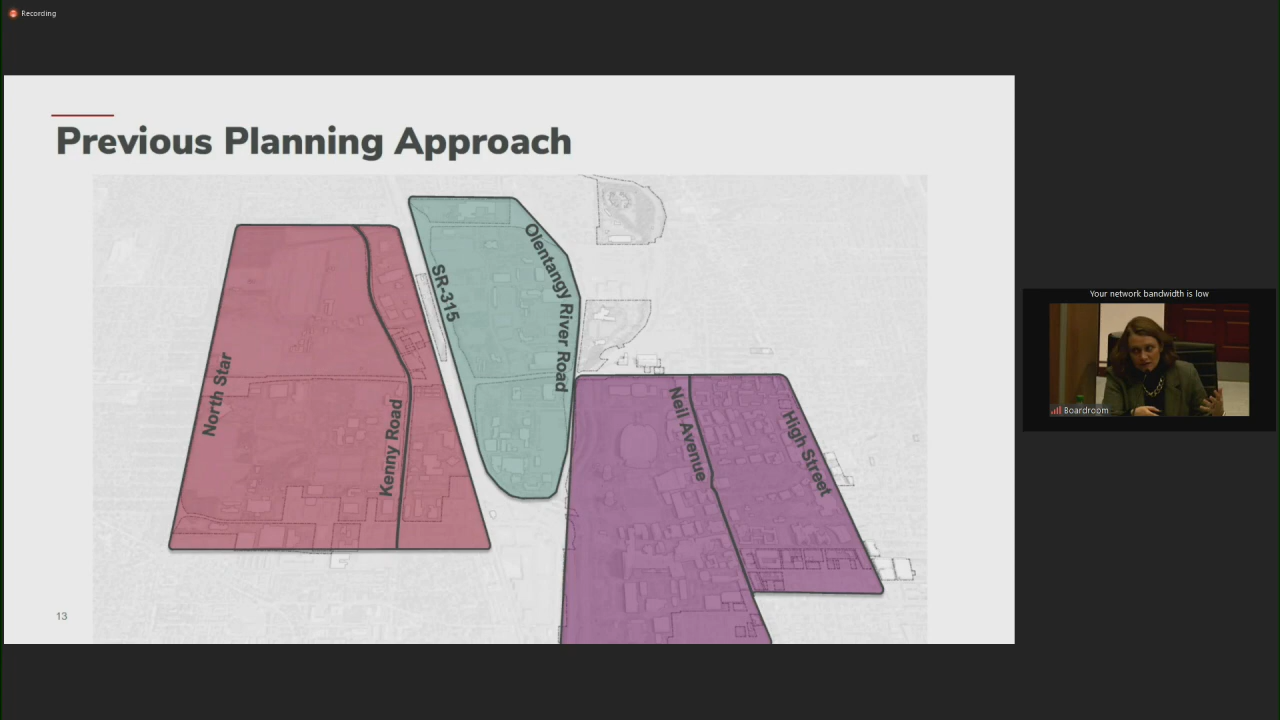 Recording
Previous Planning Approach
Olentangy River Road
SR-315
North Star
Kenny Road
Neil Avenue
High Street
13
Your network bandwidth is low
Boardroom